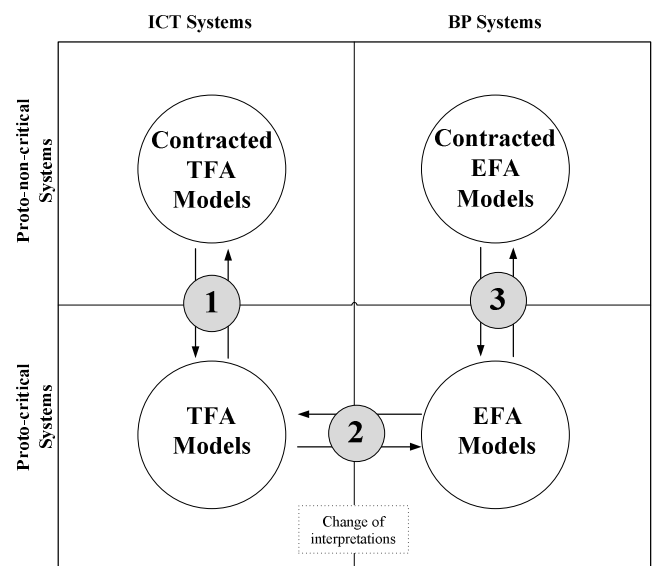 ICT Systems
BP Systems
Proto-non-critical
Systems
Contracted
TFA
Models
Contracted
EFA
Models
1
3
Proto-critical
Systems
TFA
Models
2
EFA
Models
Change of
interpretations